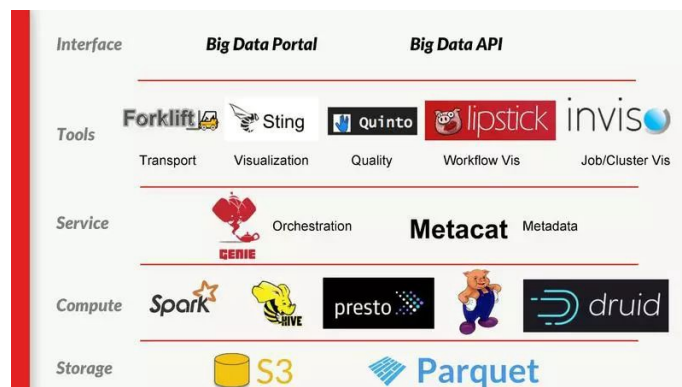 Interface Big Data Portal Big Data API
Forklift Sting Quinto lipstick inviso
Tools
Transport Visualization Quality Workflow Vis Job/Cluster Vis
Service Orchestration Metacat Metadata
GENIE
Compute Spark HIVE presto druid
Storage S3 Parquet